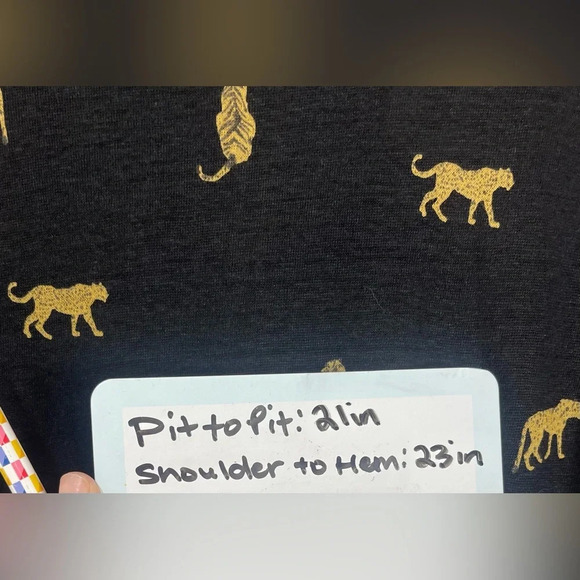 Pit to Pit: 21in
Shoulder to Hem: 23in